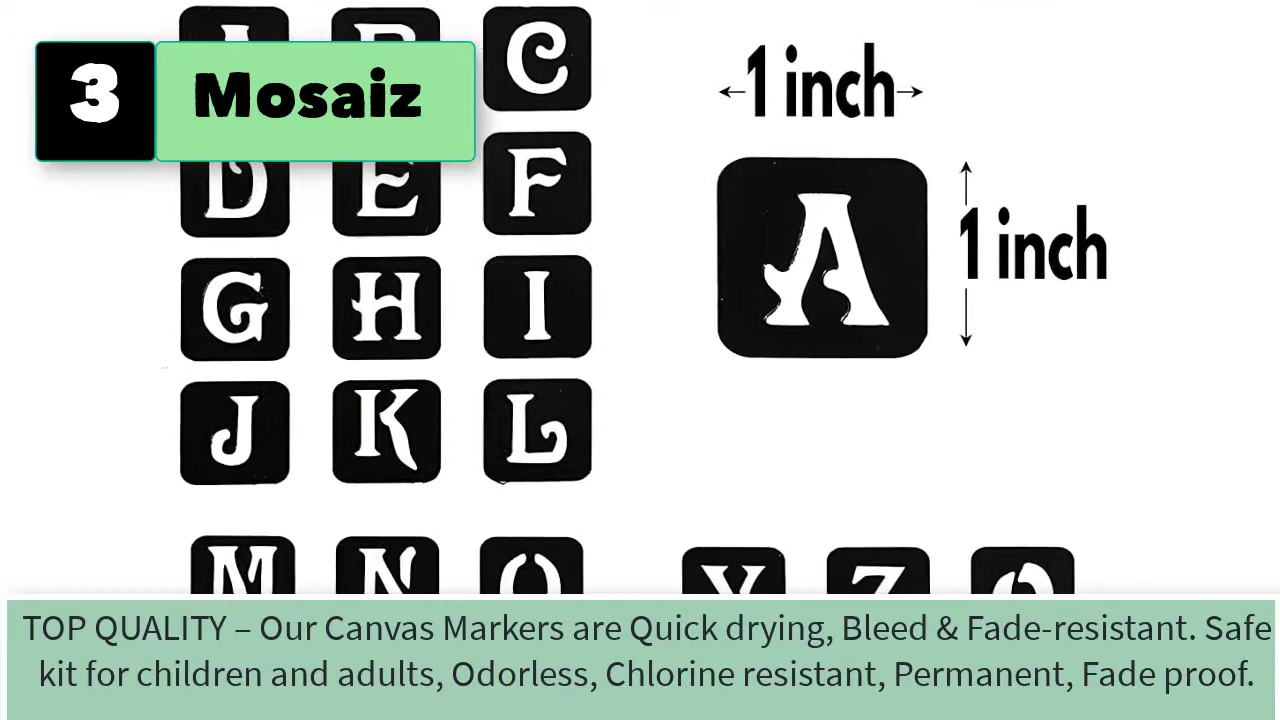 3 Mosaiz
C
D E F
G H I
J K L
M N O
Y Z
1 inch
A
1 inch
TOP QUALITY – Our Canvas Markers are Quick drying, Bleed & Fade-resistant. Safe
kit for children and adults, Odorless, Chlorine resistant, Permanent, Fade proof.